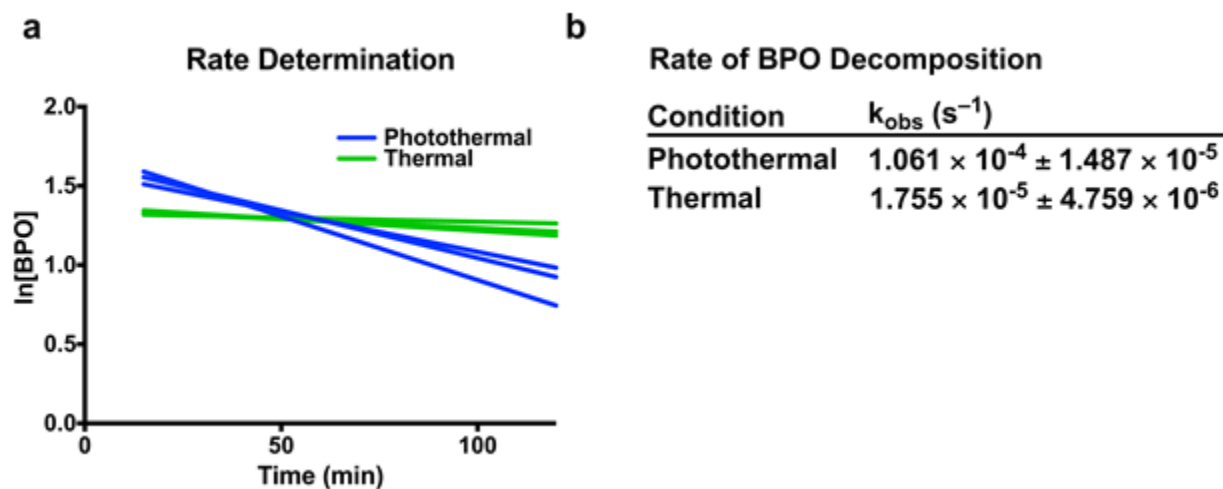 a
Rate Determination
2.0
1.5
1.0
0.5
0.0
ln[BPO]
Photothermal
Thermal
0
50
100
Time (min)
b
Rate of BPO Decomposition
Condition k_obs (s⁻¹)
Photothermal 1.061 × 10⁻⁴ ± 1.487 × 10⁻⁵
Thermal 1.755 × 10⁻⁵ ± 4.759 × 10⁻⁶